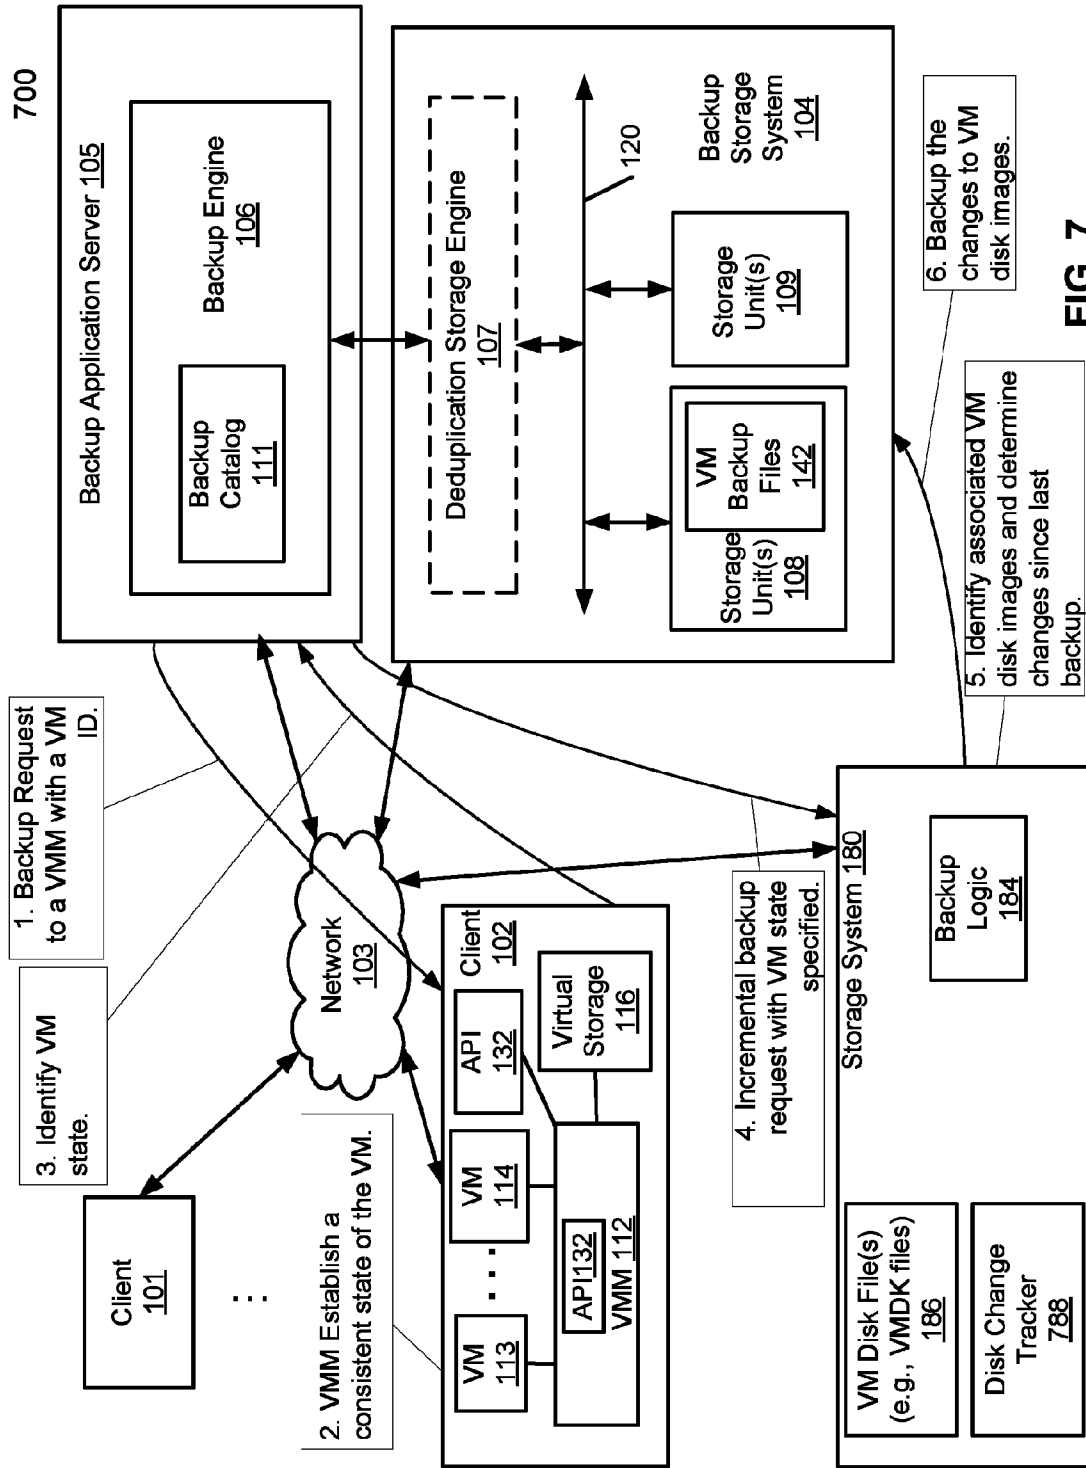 700
1. Backup Request
to a VMM with a VM
ID.
3. Identify VM
state.
Client
101
...
2. VMM Establish a
consistent state of the VM.
Network
103
Backup Application Server 105
Backup Engine
106
Backup
Catalog
111
Deduplication Storage Engine
107
120
Backup
Storage
System
104
Storage
Unit(s)
108
VM
Backup
Files
142
Storage
Unit(s)
109
Client
102
VM
113
...
VM
114
API
132
API132
VMM 112
Virtual
Storage
116
4. Incremental backup
request with VM state
specified.
Storage System 180
VM Disk File(s)
(e.g., VMDK files)
186
Disk Change
Tracker
788
Backup
Logic
184
5. Identify associated VM
disk images and determine
changes since last
backup.
6. Backup the
changes to VM
disk images.
FIG. 7